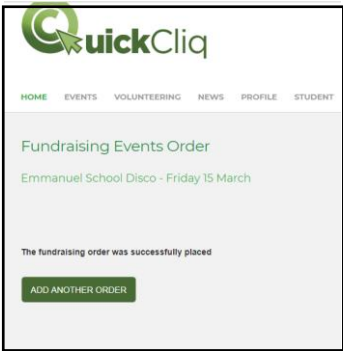 QuickCliq
HOME EVENTS VOLUNTEERING NEWS PROFILE STUDENT
Fundraising Events Order
Emmanuel School Disco - Friday 15 March
The fundraising order was successfully placed
ADD ANOTHER ORDER